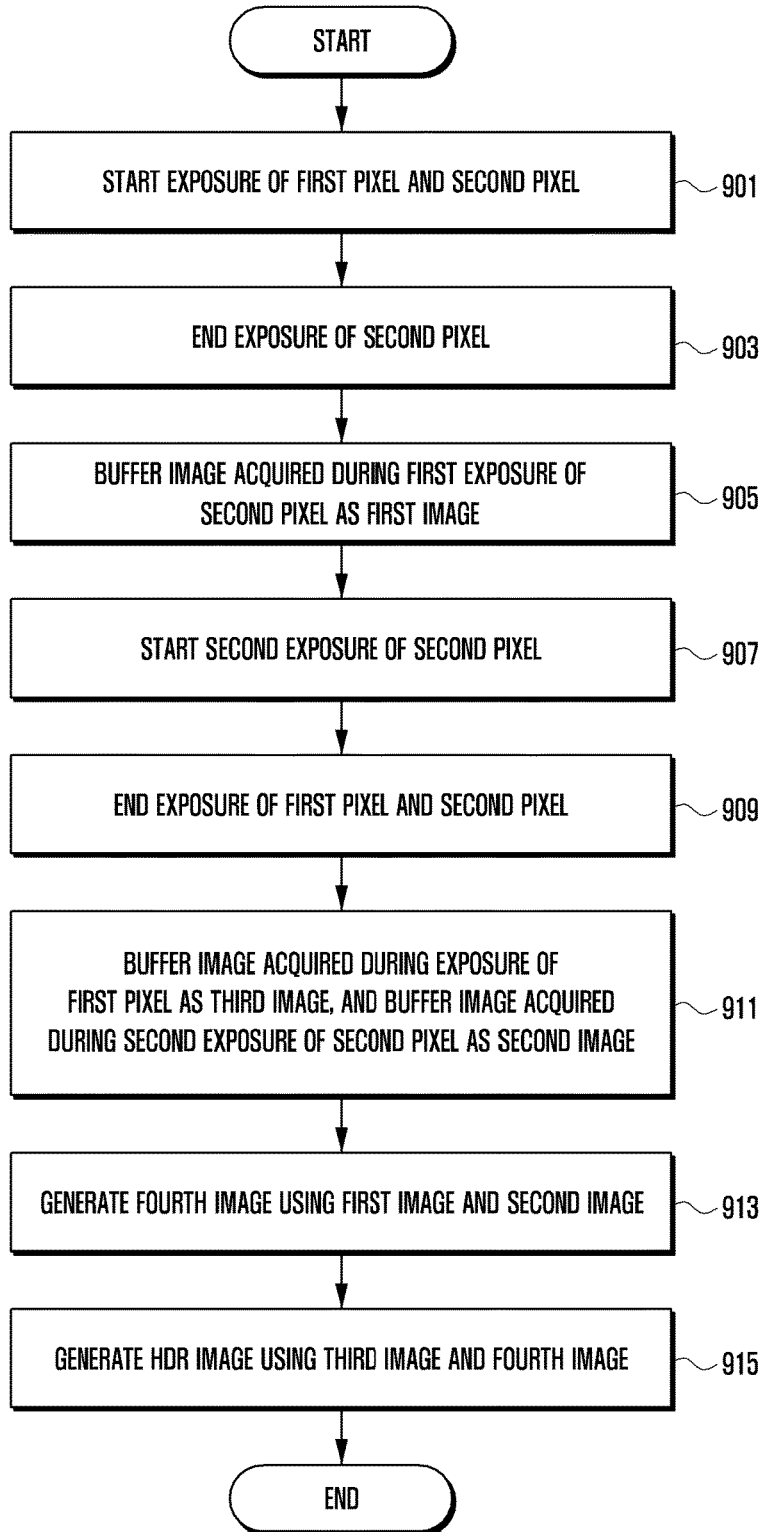 START
START EXPOSURE OF FIRST PIXEL AND SECOND PIXEL
901
END EXPOSURE OF SECOND PIXEL
903
BUFFER IMAGE ACQUIRED DURING FIRST EXPOSURE OF
SECOND PIXEL AS FIRST IMAGE
905
START SECOND EXPOSURE OF SECOND PIXEL
907
END EXPOSURE OF FIRST PIXEL AND SECOND PIXEL
909
BUFFER IMAGE ACQUIRED DURING EXPOSURE OF
FIRST PIXEL AS THIRD IMAGE, AND BUFFER IMAGE ACQUIRED
DURING SECOND EXPOSURE OF SECOND PIXEL AS SECOND IMAGE
911
GENERATE FOURTH IMAGE USING FIRST IMAGE AND SECOND IMAGE
913
GENERATE HDR IMAGE USING THIRD IMAGE AND FOURTH IMAGE
915
END